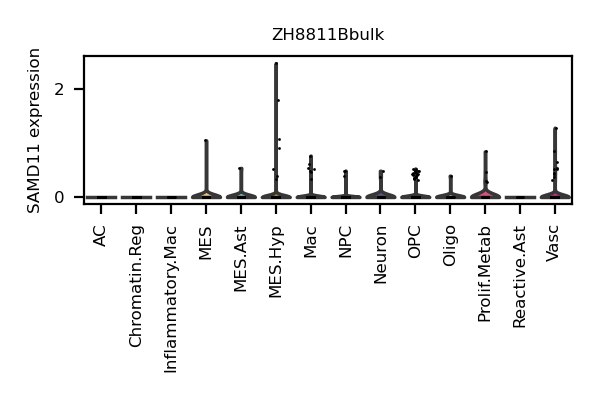 ZH8811Bbulk
SAMD11 expression
2
0
AC
Chromatin.Reg
Inflammatory.Mac
MES
MES.Ast
MES.Hyp
Mac
NPC
Neuron
OPC
Oligo
Prolif.Metab
Reactive.Ast
Vasc